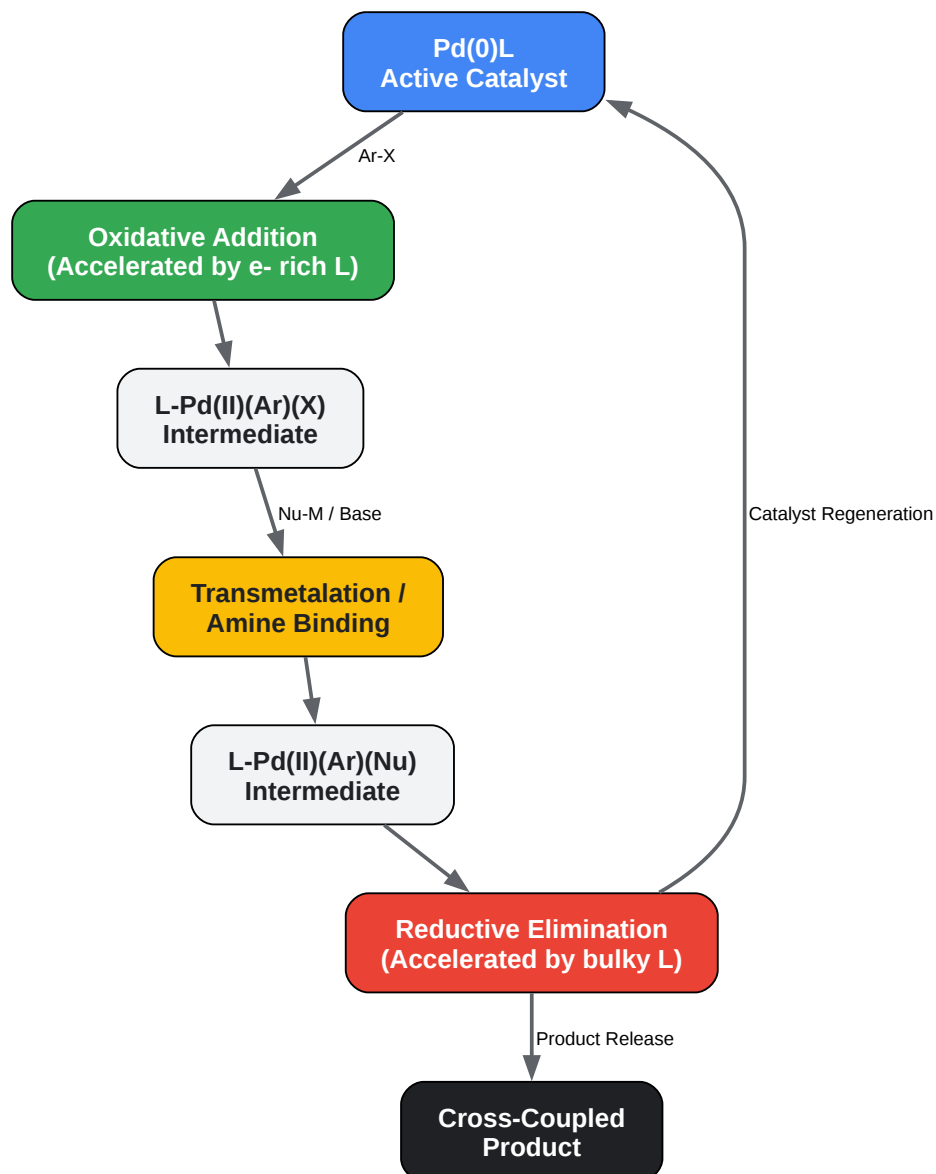 Pd(0)L
Active Catalyst
Ar-X
Oxidative Addition
(Accelerated by e- rich L)
L-Pd(II)(Ar)(X)
Intermediate
Nu-M / Base
Catalyst Regeneration
Transmetalation /
Amine Binding
L-Pd(II)(Ar)(Nu)
Intermediate
Reductive Elimination
(Accelerated by bulky L)
Product Release
Cross-Coupled
Product